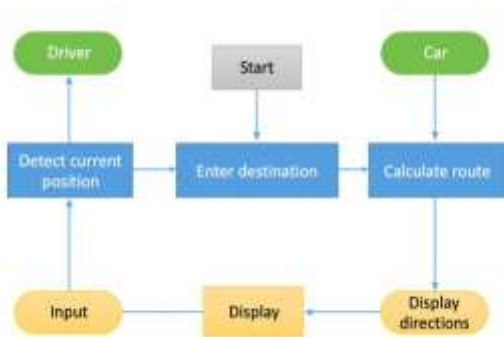 Driver
Start
Car
Detect current
position
Enter destination
Calculate route
Input
Display
Display
directions